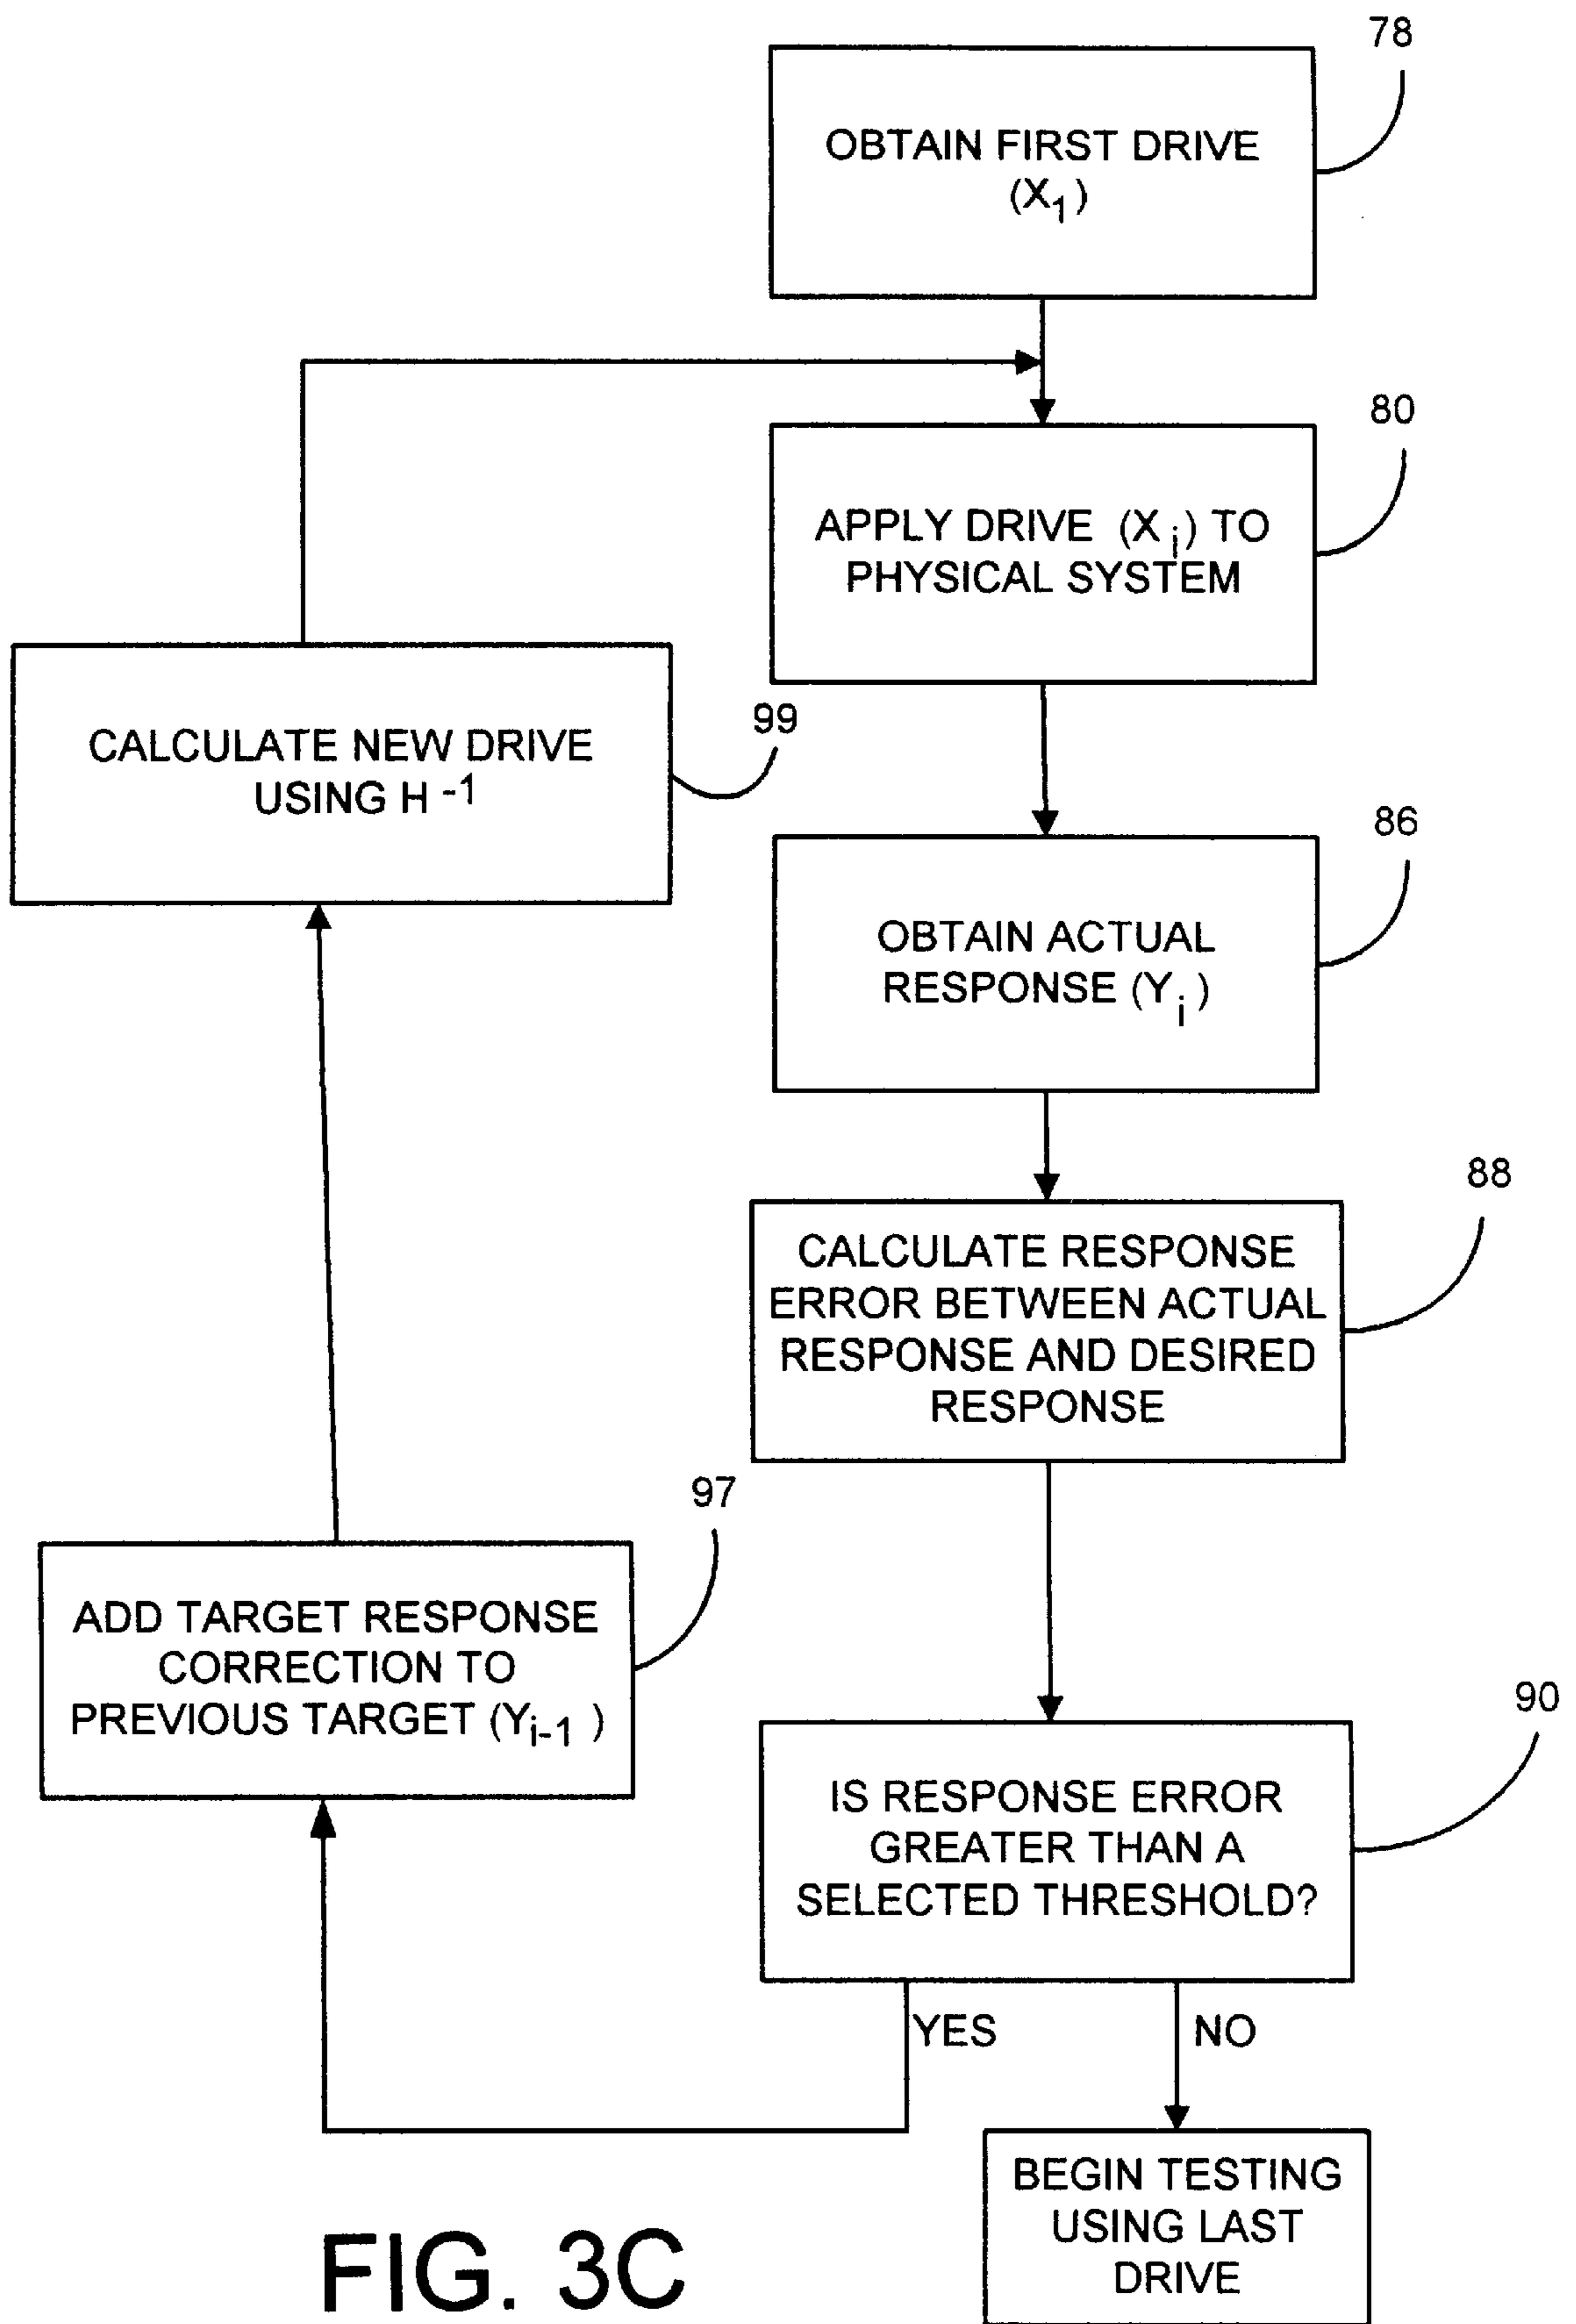 78
OBTAIN FIRST DRIVE
(X1)
80
APPLY DRIVE (Xi) TO
PHYSICAL SYSTEM
CALCULATE NEW DRIVE
USING H-1
99
86
OBTAIN ACTUAL
RESPONSE (Yi)
88
CALCULATE RESPONSE
ERROR BETWEEN ACTUAL
RESPONSE AND DESIRED
RESPONSE
97
ADD TARGET RESPONSE
CORRECTION TO
PREVIOUS TARGET (Yi-1)
90
IS RESPONSE ERROR
GREATER THAN A
SELECTED THRESHOLD?
YES
NO
BEGIN TESTING
USING LAST
DRIVE
FIG. 3C